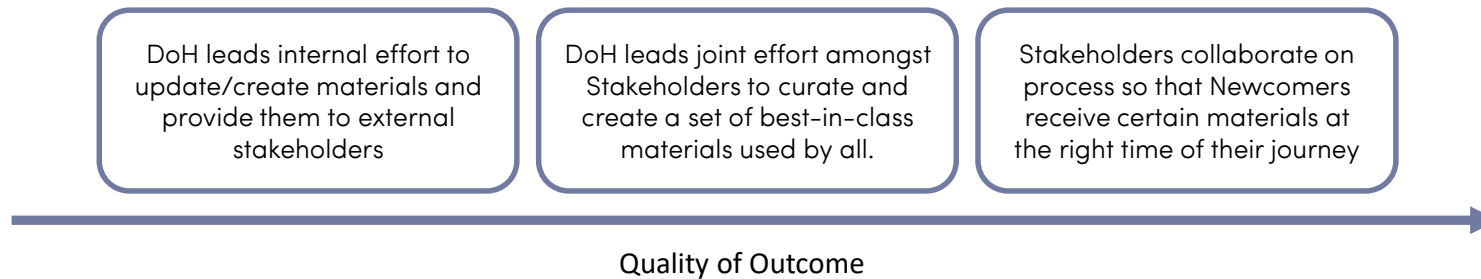 DoH leads internal effort to
update/create materials and
provide them to external
stakeholders
DoH leads joint effort amongst
Stakeholders to curate and
create a set of best-in-class
materials used by all.
Stakeholders collaborate on
process so that Newcomers
receive certain materials at
the right time of their journey
Quality of Outcome